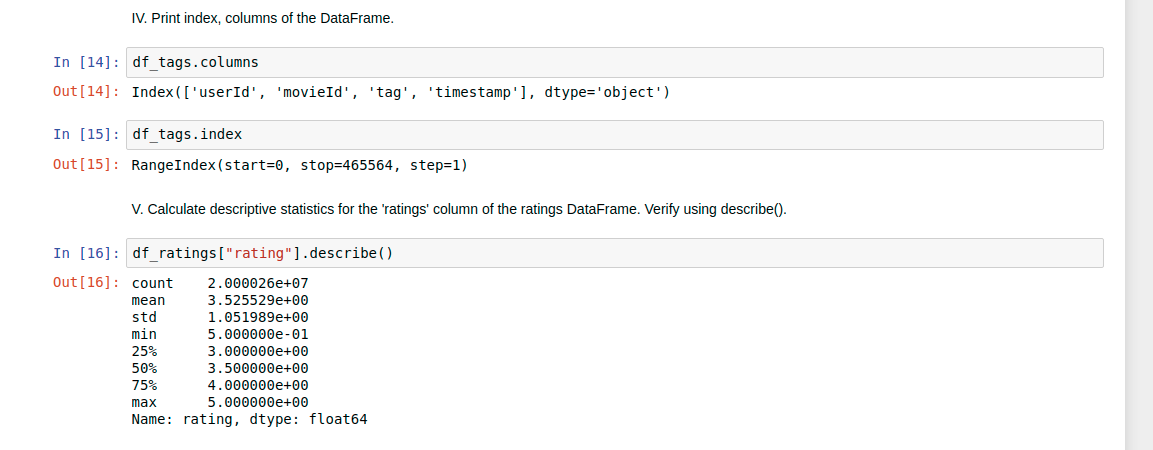 IV. Print index, columns of the DataFrame.
In [14]: df_tags.columns
Out[14]: Index(['userId', 'movieId', 'tag', 'timestamp'], dtype='object')
In [15]: df_tags.index
Out[15]: RangeIndex(start=0, stop=465564, step=1)
V. Calculate descriptive statistics for the 'ratings' column of the ratings DataFrame. Verify using describe().
In [16]: df_ratings["rating"].describe()
Out[16]: count    2.000026e+07
mean     3.525529e+00
std      1.051989e+00
min      5.000000e-01
25%      3.000000e+00
50%      3.500000e+00
75%      4.000000e+00
max      5.000000e+00
Name: rating, dtype: float64